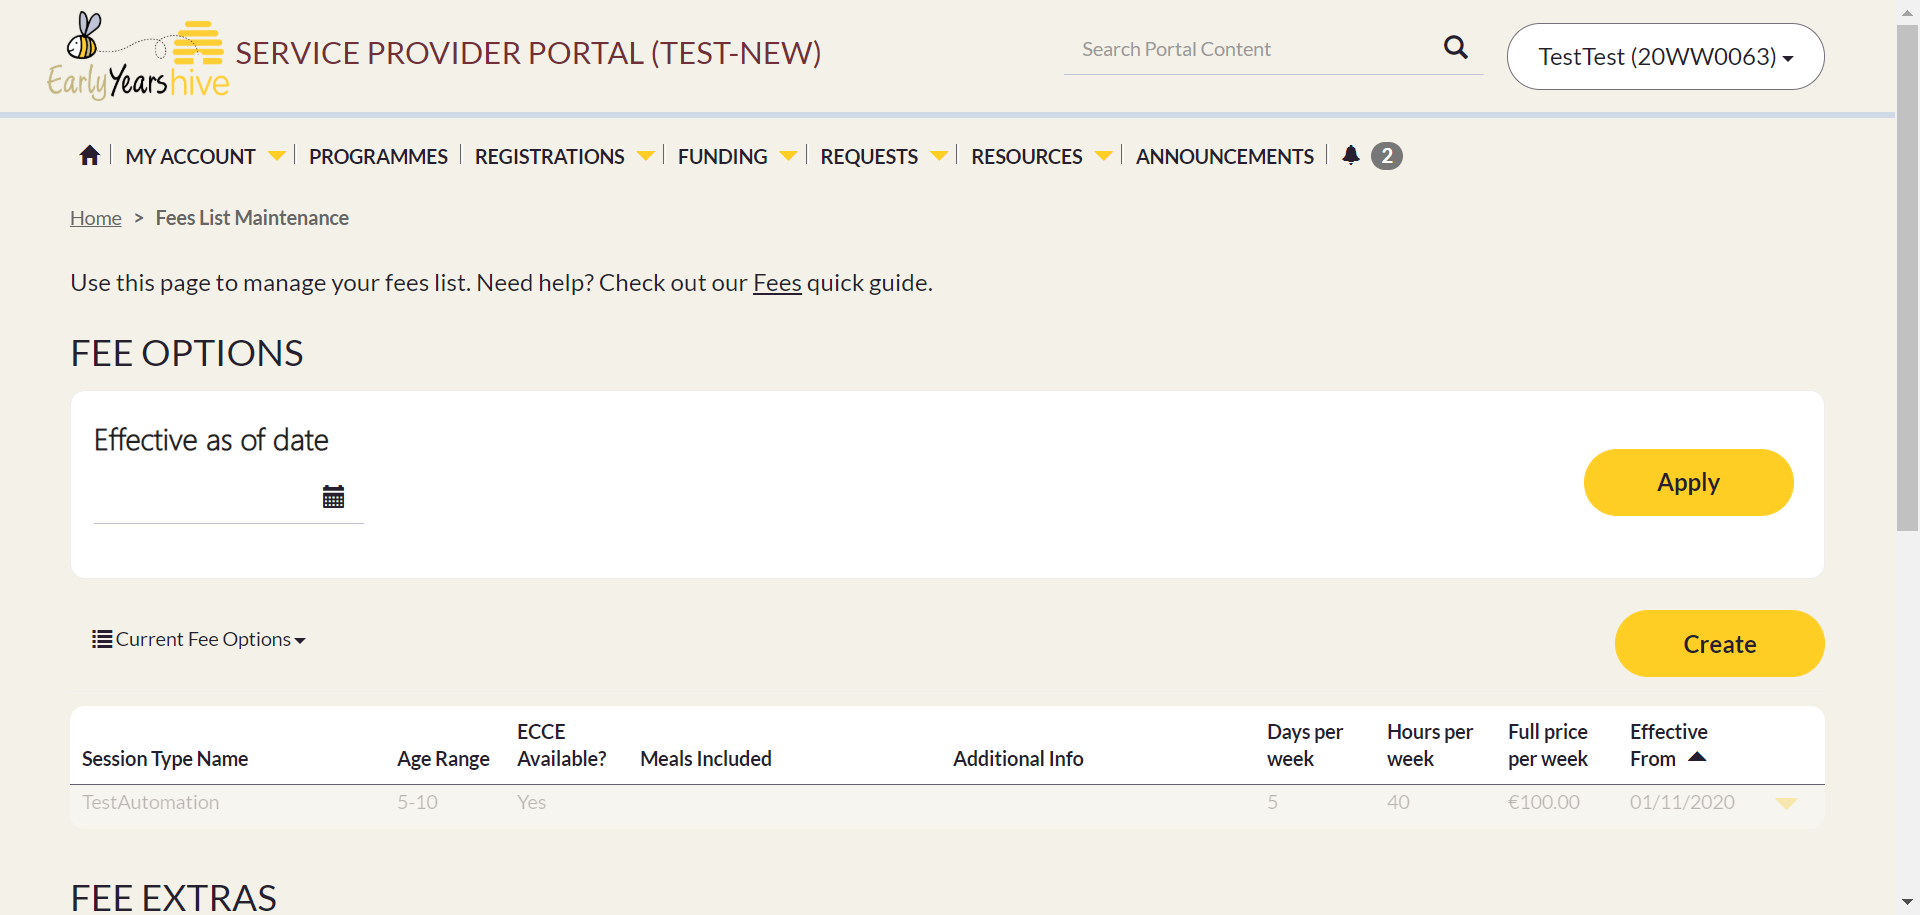 Early Years hive
SERVICE PROVIDER PORTAL (TEST-NEW)
Search Portal Content
TestTest (20WW0063)
MY ACCOUNT
PROGRAMMES
REGISTRATIONS
FUNDING
REQUESTS
RESOURCES
ANNOUNCEMENTS
2
Home > Fees List Maintenance
Use this page to manage your fees list. Need help? Check out our Fees quick guide.
FEE OPTIONS
Effective as of date
Apply
Current Fee Options
Create
Session Type Name
Age Range
ECCE
Available?
Meals Included
Additional Info
Days per
week
Hours per
week
Full price
per week
Effective
From
TestAutomation 5-10 Yes 5 40 €100.00 01/11/2020
FEE EXTRAS